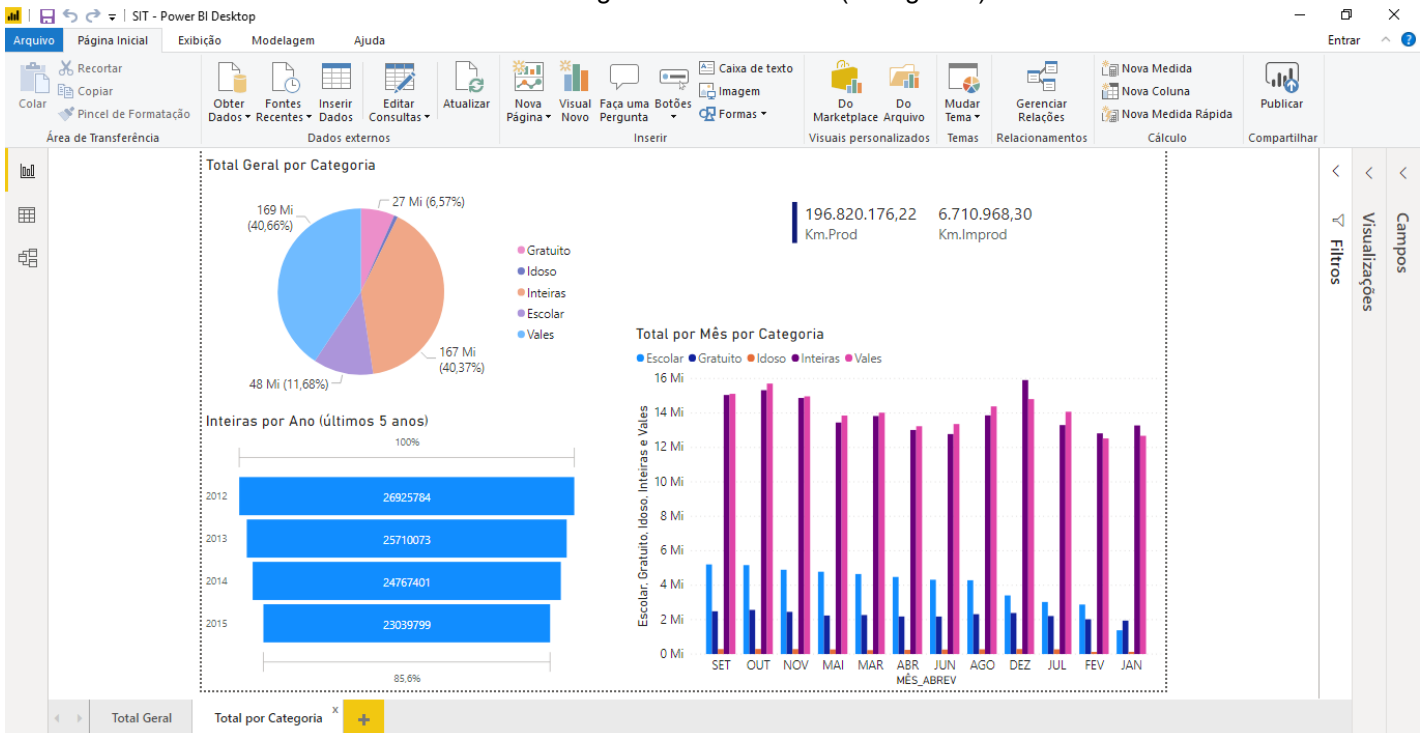 SIT - Power BI Desktop
Arquivo Página Inicial Exibição Modelagem Ajuda Entrar
Recortar
Copiar
Pincel de Formatação
Colar
Área de Transferência
Obter Dados
Fontes Recentes
Inserir Dados
Editar Consultas
Atualizar
Dados externos
Nova Página
Visual Novo
Faça uma Pergunta
Botões
Caixa de texto
Imagem
Formas
Inserir
Do Marketplace
Do Arquivo
Visuais personalizados
Mudar Tema
Temas
Gerenciar Relações
Relacionamentos
Nova Medida
Nova Coluna
Nova Medida Rápida
Cálculo
Publicar
Compartilhar
Total Geral por Categoria
169 Mi
(40,66%)
27 Mi (6,57%)
167 Mi
(40,37%)
48 Mi (11,68%)
Gratuito
Idoso
Inteiras
Escolar
Vales
196.820.176,22 6.710.968,30
Km.Prod Km.Improd
Inteiras por Ano (últimos 5 anos)
100%
2012 26925784
2013 25710073
2014 24767401
2015 23039799
85,6%
Total por Mês por Categoria
Escolar Gratuito Idoso Inteiras Vales
Escolar, Gratuito, Idoso, Inteiras e Vales
16 Mi
14 Mi
12 Mi
10 Mi
8 Mi
6 Mi
4 Mi
2 Mi
0 Mi
SET OUT NOV MAI MAR ABR JUN AGO DEZ JUL FEV JAN
MÊS_ABREV
Filtros
Visualizações
Campos
Total Geral Total por Categoria x +